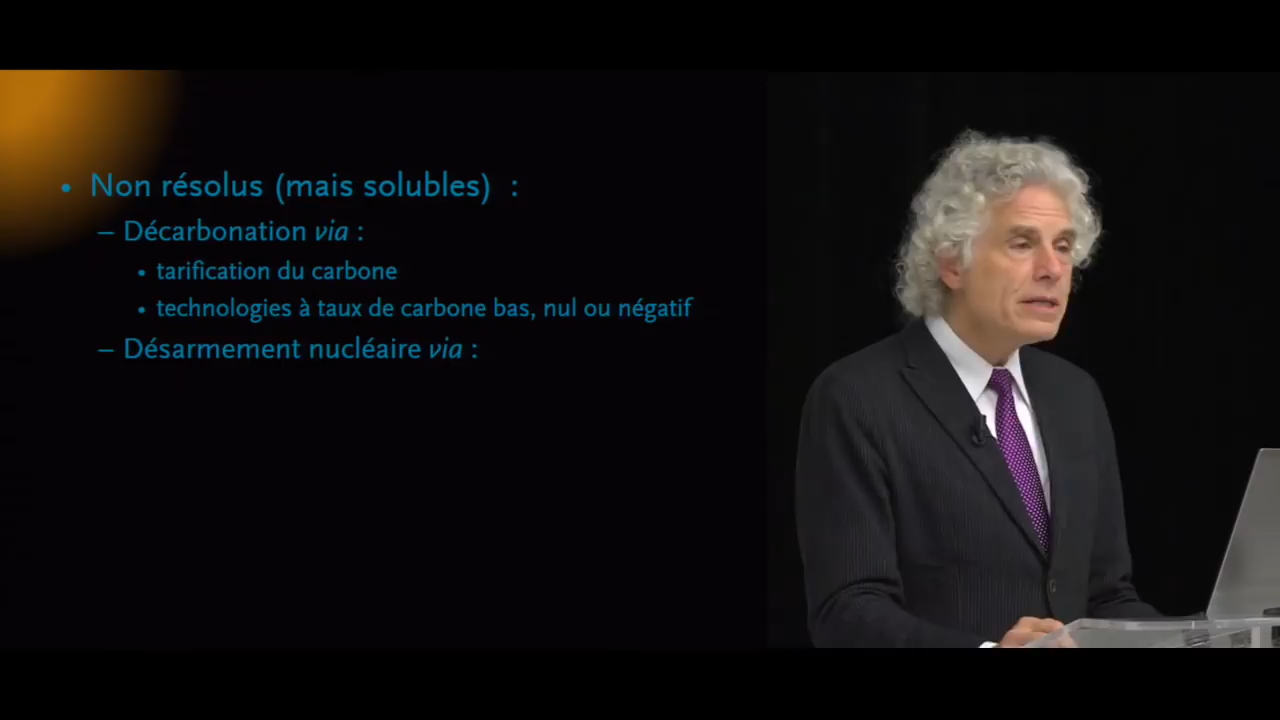 • Non résolus (mais solubles) :
– Décarbonation via :
• tarification du carbone
• technologies à taux de carbone bas, nul ou négatif
– Désarmement nucléaire via :